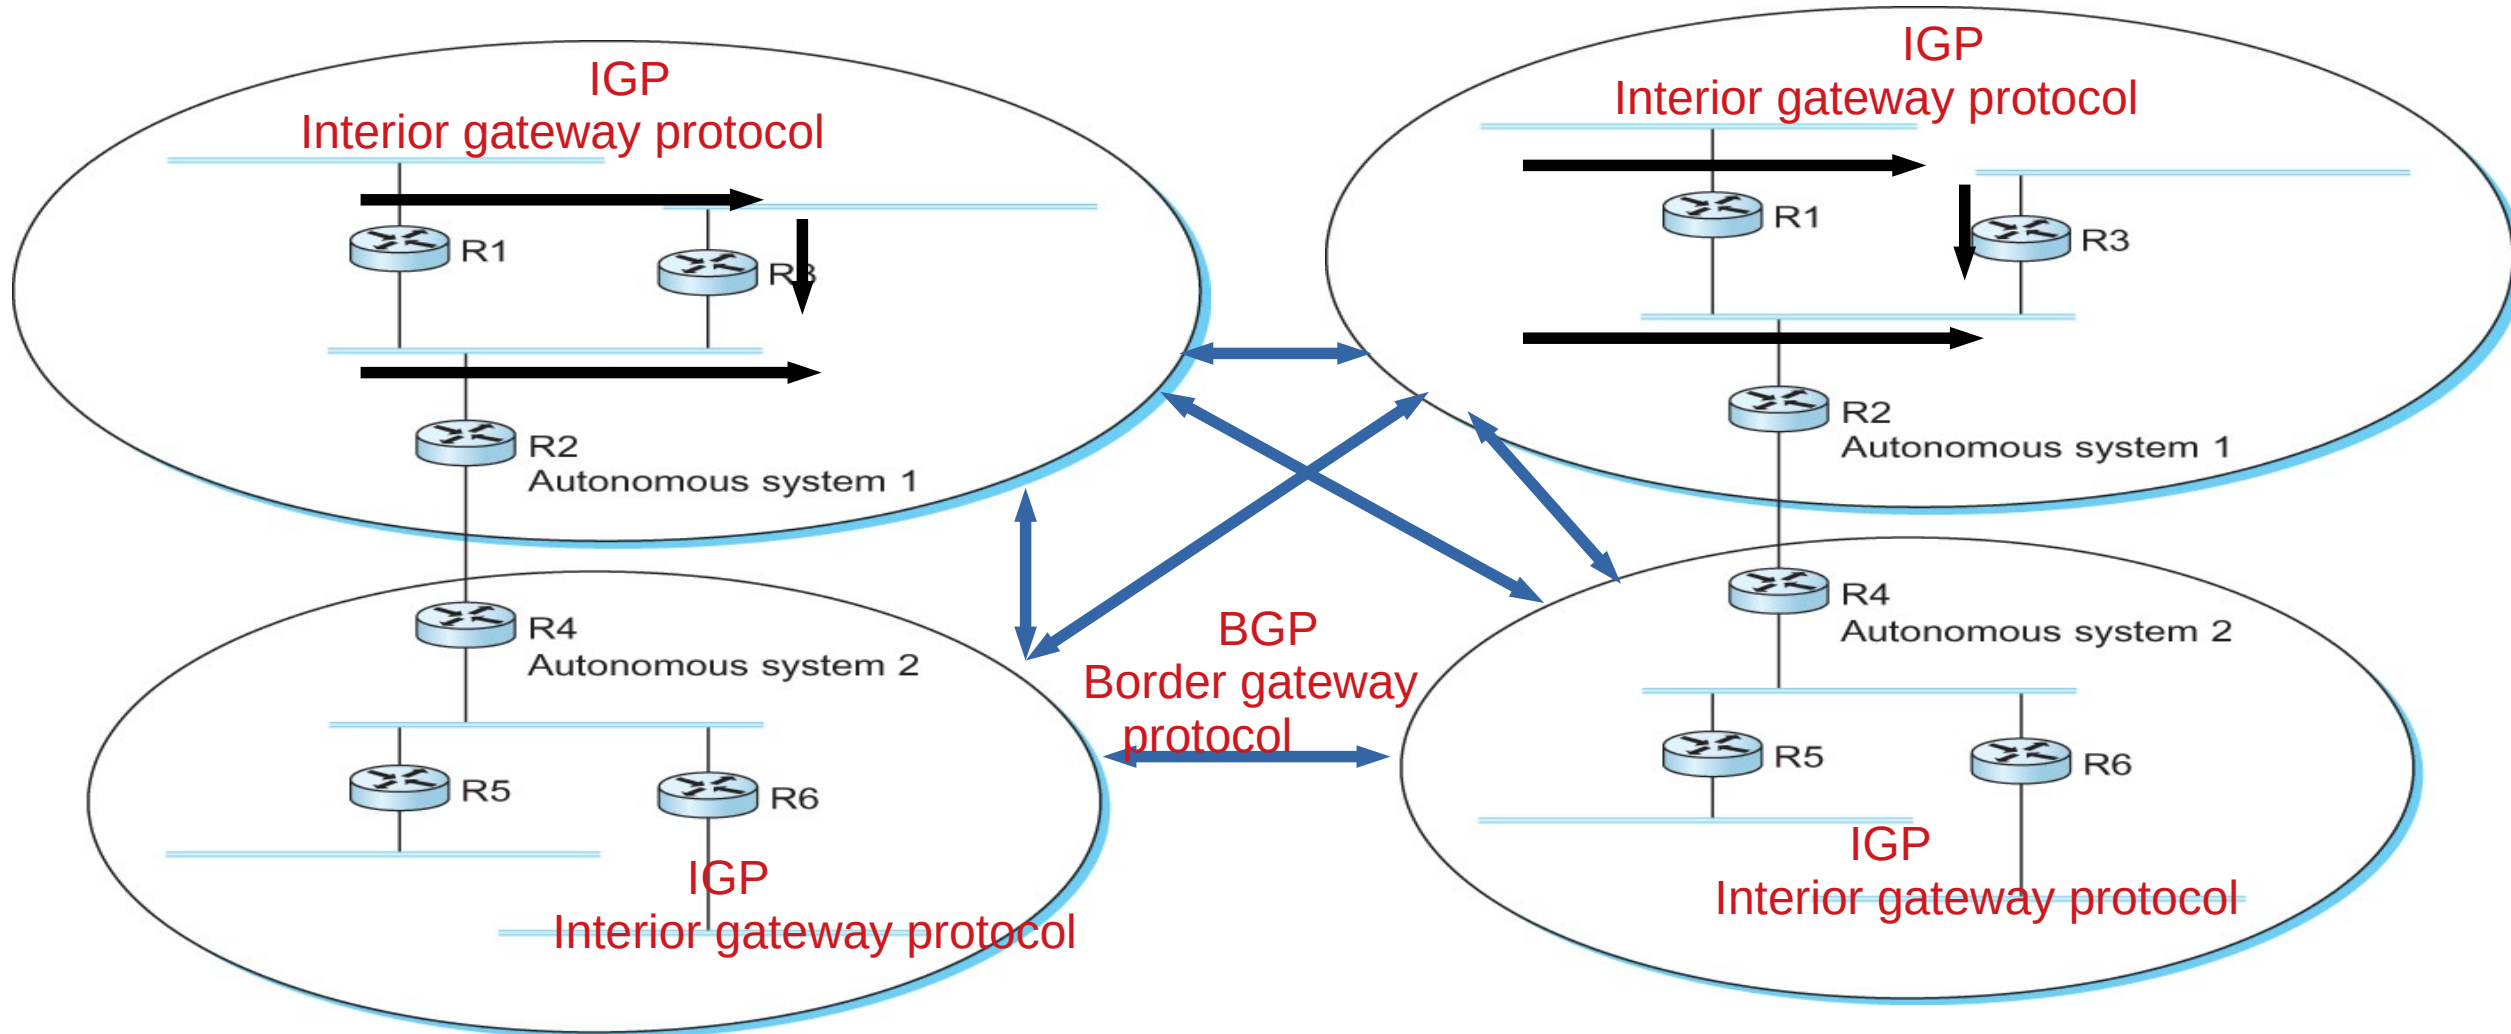 IGP
Interior gateway protocol
R1
R3
R2
Autonomous system 1
IGP
Interior gateway protocol
R1
R3
R2
Autonomous system 1
R4
Autonomous system 2
R5
R6
IGP
Interior gateway protocol
BGP
Border gateway
protocol
R4
Autonomous system 2
R5
R6
IGP
Interior gateway protocol